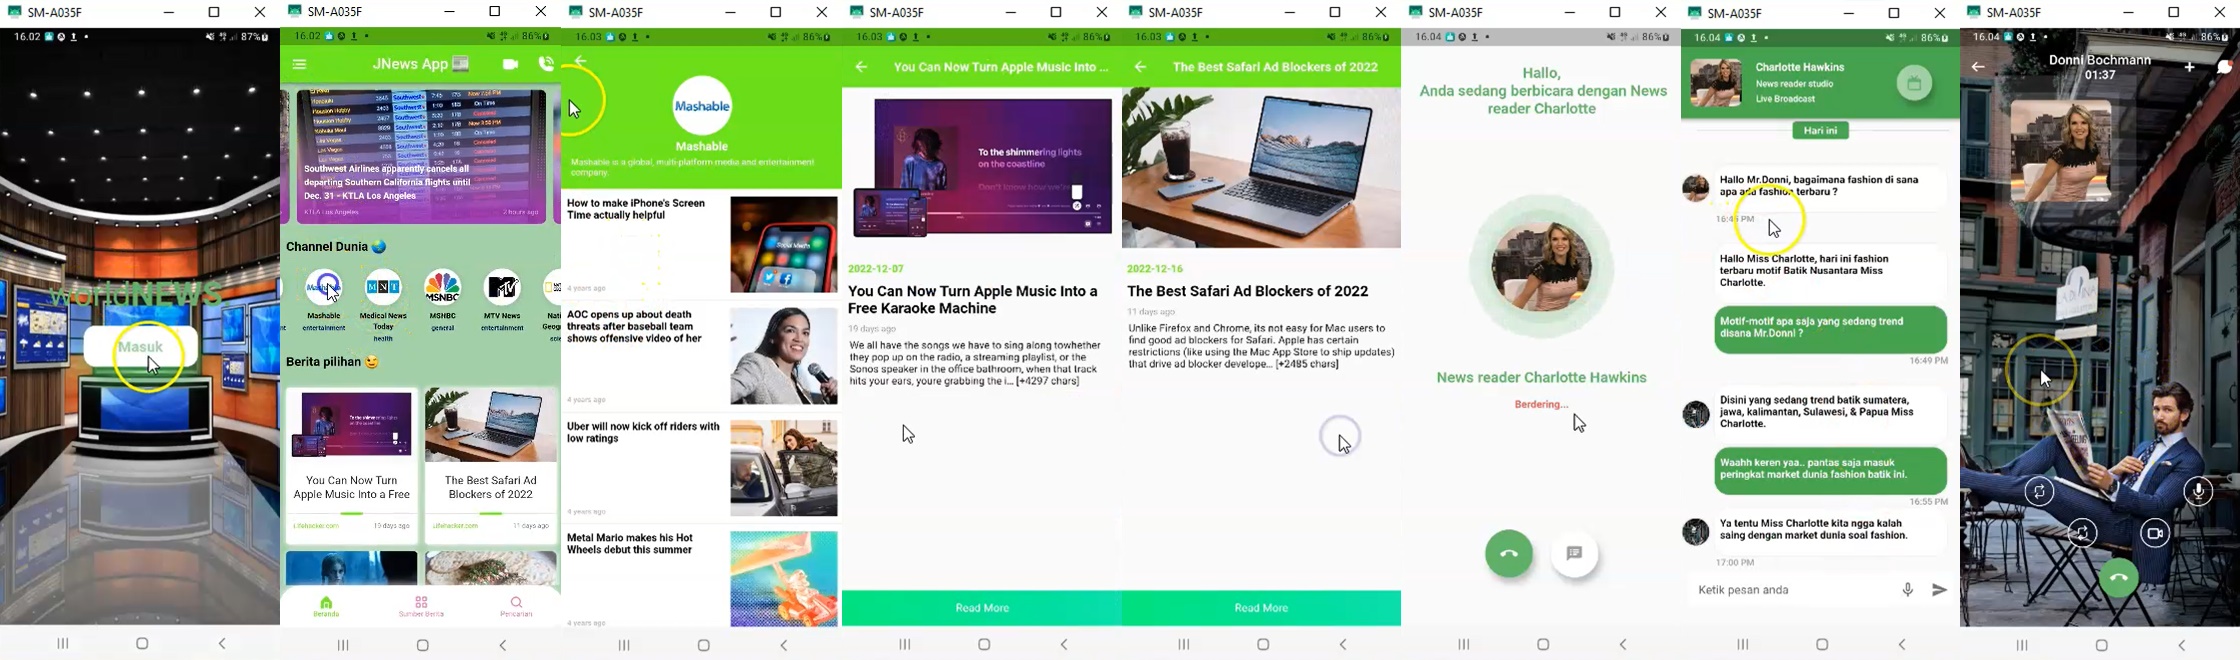 SM-A035F
16.02
87%
worldNEWS
Masuk
SM-A035F
16.02
86%
JNews App
Southwest Airlines apparently cancels all
departing Southern California flights until
Dec. 31 - KTLA Los Angeles
KTLA Los Angeles
2 hours ago
Channel Dunia
Mashable
entertainment
MNT
Medical News
Today
health
MSNBC
MSNBC
general
MTV
MTV News
entertainment
Berita pilihan
You Can Now Turn
Apple Music Into a Free
Lifehacker.com
19 days ago
The Best Safari Ad
Blockers of 2022
Lifehacker.com
11 days ago
Beranda
Sumber Berita
Pencarian
SM-A035F
16.03
86%
Mashable
Mashable
Mashable is a global, multi-platform media and entertainment
company.
How to make iPhone's Screen
Time actually helpful
4 years ago
Social Media
AOC opens up about death
threats after baseball team
shows offensive video of her
4 years ago
Uber will now kick off riders with
low ratings
4 years ago
Metal Mario makes his Hot
Wheels debut this summer
4 years ago
SM-A035F
16.03
86%
You Can Now Turn Apple Music Into ...
To the shimmering lights
on the coastline
2022-12-07
You Can Now Turn Apple Music Into a
Free Karaoke Machine
19 days ago
We all have the songs we have to sing along towhether
they pop up on the radio, a streaming playlist, or the
Sonos speaker in the office bathroom, when that track
hits your ears, youre grabbing the i... [+4297 chars]
Read More
SM-A035F
16.03
86%
The Best Safari Ad Blockers of 2022
2022-12-16
The Best Safari Ad Blockers of 2022
11 days ago
Unlike Firefox and Chrome, its not easy for Mac users to
find good ad blockers for Safari. Apple has certain
restrictions (like using the Mac App Store to ship updates)
that drive ad blocker develope... [+2485 chars]
Read More
SM-A035F
16.04
86%
Hallo,
Anda sedang berbicara dengan News
reader Charlotte
News reader Charlotte Hawkins
Berdering...
SM-A035F
16.04
86%
Charlotte Hawkins
News reader studio
Live Broadcast
Hari ini
Hallo Mr.Donni, bagaimana fashion di sana
apa ada fashion terbaru ?
PM
Hallo Miss Charlotte, hari ini fashion
terbaru motif Batik Nusantara Miss
Charlotte.
Motif-motif apa saja yang sedang trend
disana Mr.Donni ?
16:49 PM
Disini yang sedang trend batik sumatera,
jawa, kalimantan, Sulawesi, & Papua Miss
Charlotte.
Waahh keren yaa.. pantas saja masuk
peringkat market dunia fashion batik ini.
16:55 PM
Ya tentu Miss Charlotte kita ngga kalah
saing dengan market dunia soal fashion.
17:00 PM
Ketik pesan anda
SM-A035F
16.04
86%
Donni Bochmann
01:37